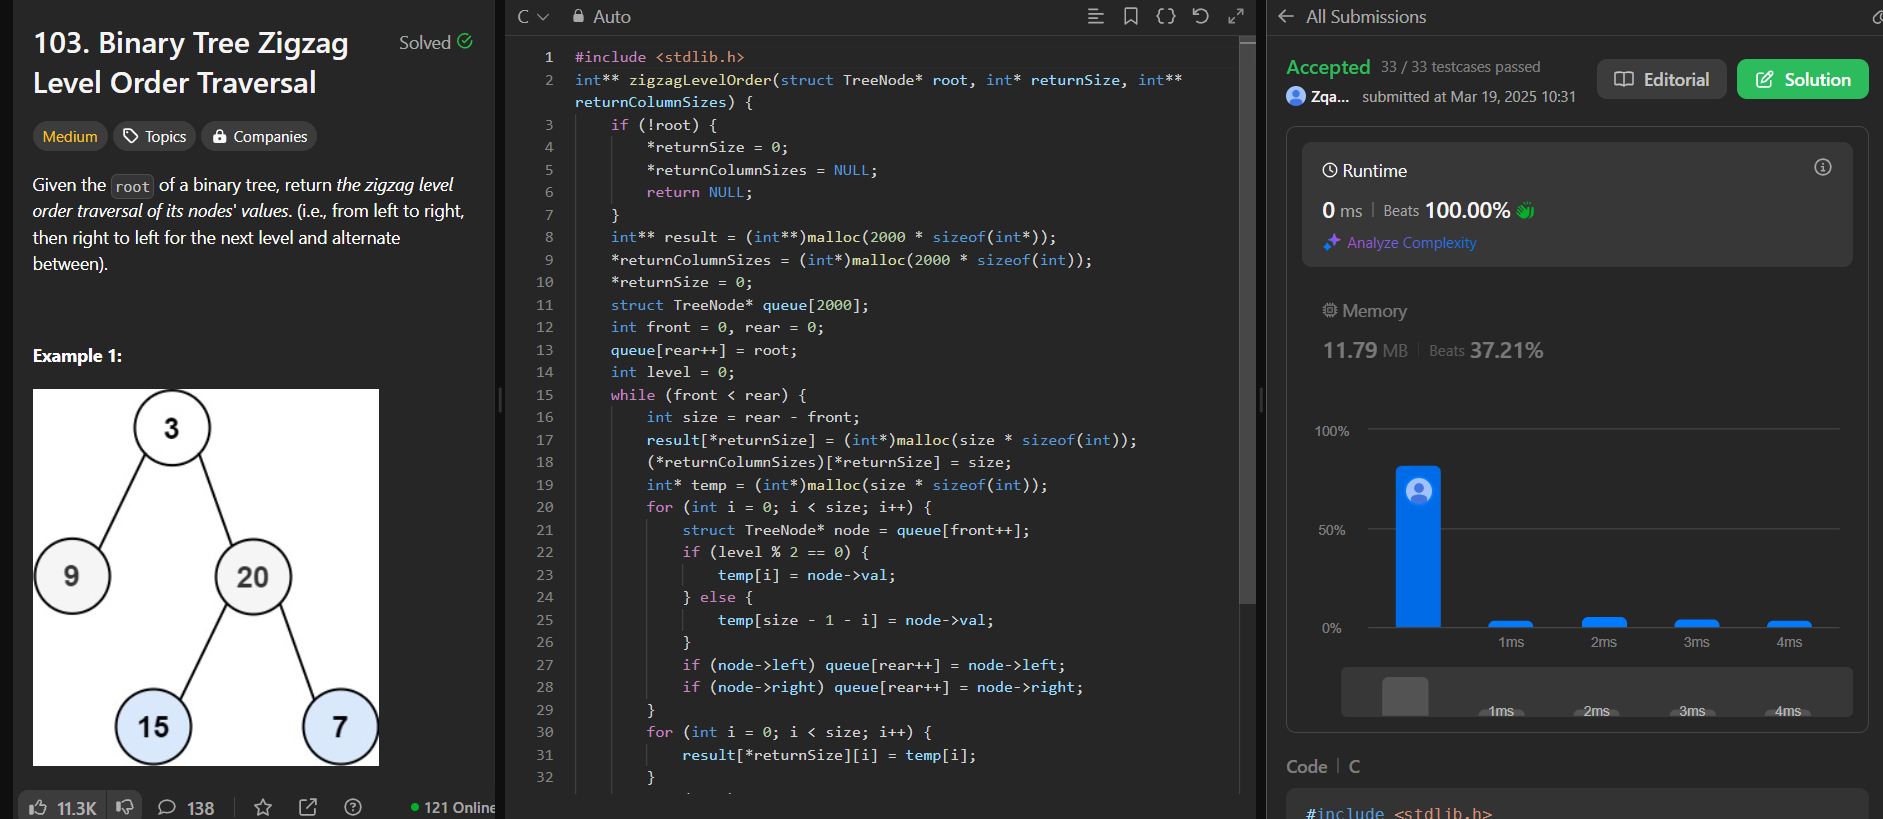 103. Binary Tree Zigzag
Level Order Traversal
Solved
Medium
Topics
Companies
Given the root of a binary tree, return the zigzag level
order traversal of its nodes' values. (i.e., from left to right,
then right to left for the next level and alternate
between).
Example 1:
3
9
20
15
7
11.3K
138
121 Online
C
Auto
1 #include <stdlib.h>
2 int** zigzagLevelOrder(struct TreeNode* root, int* returnSize, int**
returnColumnSizes) {
3 if (!root) {
4 *returnSize = 0;
5 *returnColumnSizes = NULL;
6 return NULL;
7 }
8 int** result = (int**)malloc(2000 * sizeof(int*));
9 *returnColumnSizes = (int*)malloc(2000 * sizeof(int));
10 *returnSize = 0;
11 struct TreeNode* queue[2000];
12 int front = 0, rear = 0;
13 queue[rear++] = root;
14 int level = 0;
15 while (front < rear) {
16 int size = rear - front;
17 result[*returnSize] = (int*)malloc(size * sizeof(int));
18 (*returnColumnSizes)[*returnSize] = size;
19 int* temp = (int*)malloc(size * sizeof(int));
20 for (int i = 0; i < size; i++) {
21 struct TreeNode* node = queue[front++];
22 if (level % 2 == 0) {
23 temp[i] = node->val;
24 } else {
25 temp[size - 1 - i] = node->val;
26 }
27 if (node->left) queue[rear++] = node->left;
28 if (node->right) queue[rear++] = node->right;
29 }
30 for (int i = 0; i < size; i++) {
31 result[*returnSize][i] = temp[i];
32 }
All Submissions
Accepted 33 / 33 testcases passed
Zqa... submitted at Mar 19, 2025 10:31
Editorial
Solution
Runtime
0 ms | Beats 100.00%
Analyze Complexity
Memory
11.79 MB | Beats 37.21%
100%
50%
0%
1ms 2ms 3ms 4ms
1ms 2ms 3ms 4ms
Code | C
#include <stdlib.h>